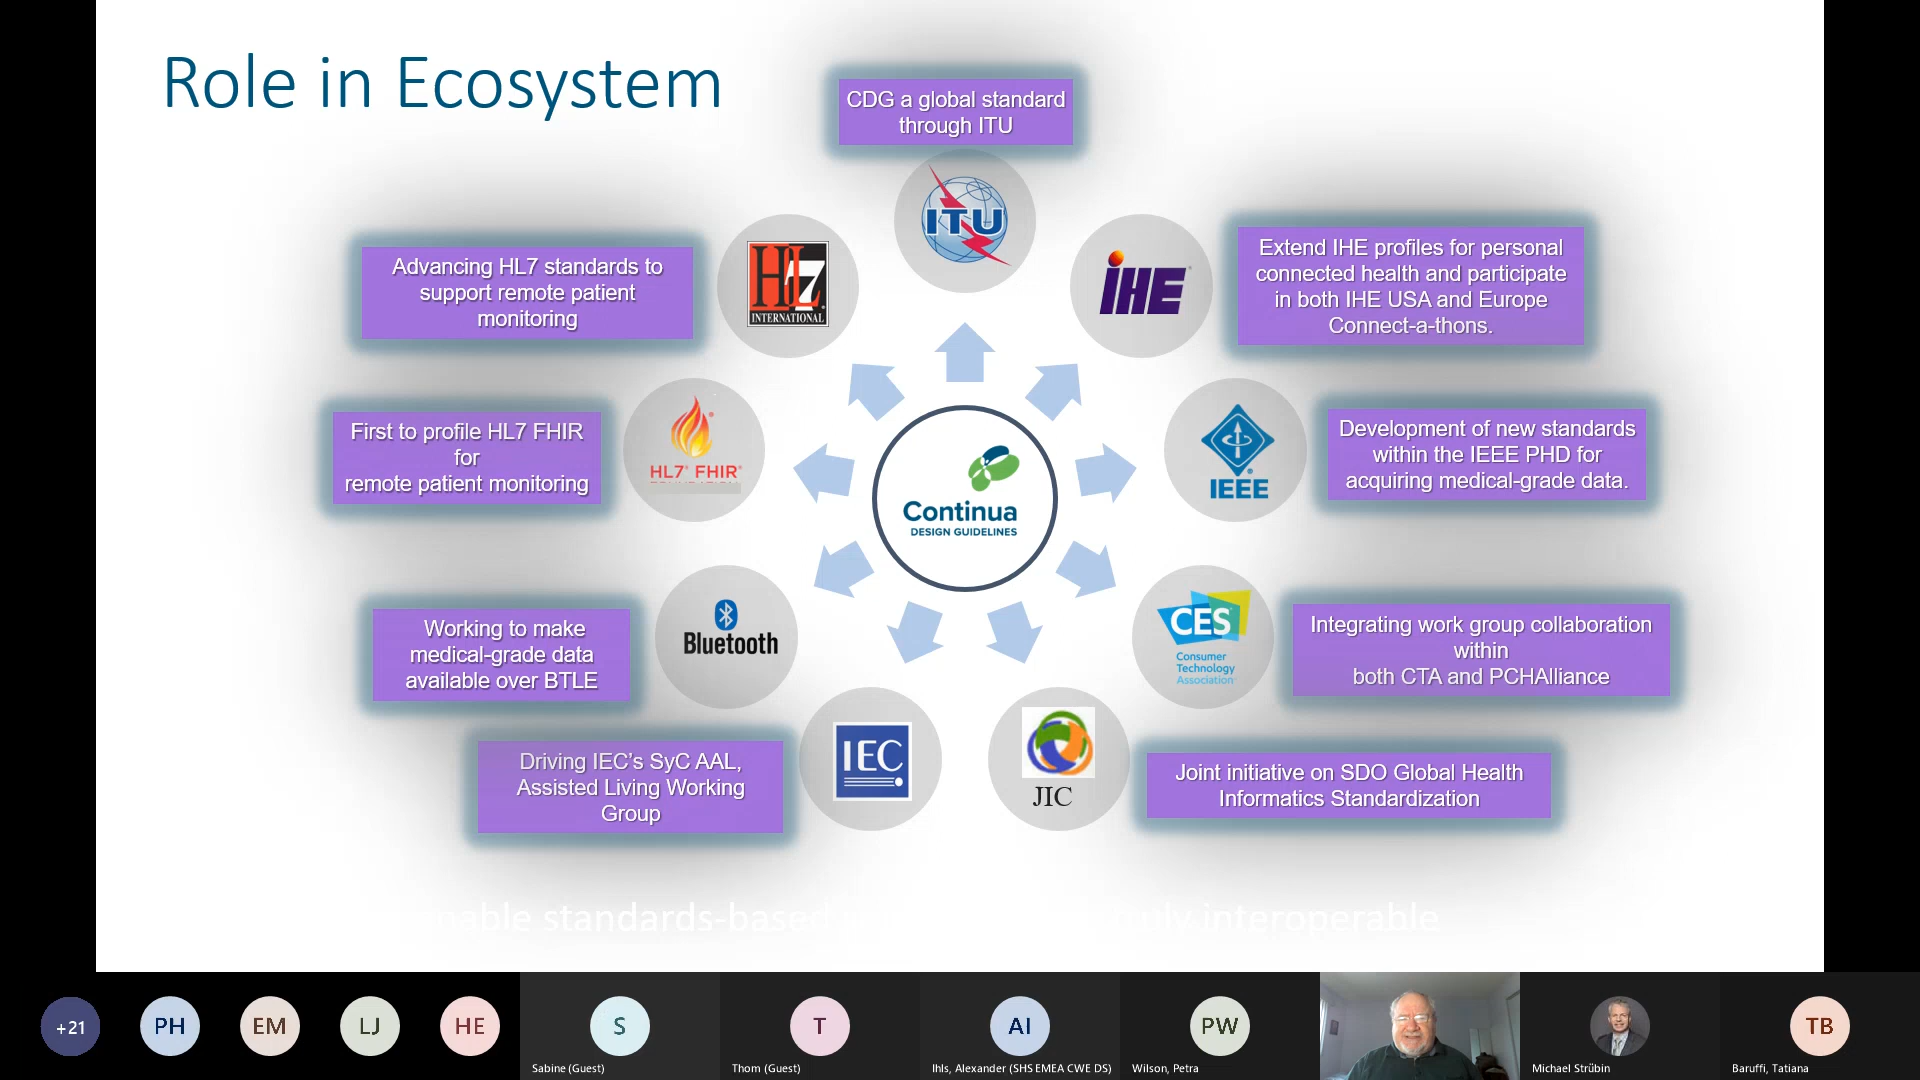 Role in Ecosystem
CDG a global standard
through ITU
ITU
Advancing HL7 standards to
support remote patient
monitoring
HL7
INTERNATIONAL
IHE
Extend IHE profiles for personal
connected health and participate
in both IHE USA and Europe
Connect-a-thons.
First to profile HL7 FHIR
for
remote patient monitoring
HL7® FHIR®
Continua
DESIGN GUIDELINES
IEEE
Development of new standards
within the IEEE PHD for
acquiring medical-grade data.
Working to make
medical-grade data
available over BTLE
Bluetooth
CES
Consumer
Technology
Association
Integrating work group collaboration
within
both CTA and PCHAlliance
Driving IEC's SyC AAL,
Assisted Living Working
Group
IEC
JIC
Joint initiative on SDO Global Health
Informatics Standardization
standards-based interoperable
+21
PH
EM
LJ
HE
S
T
AI
PW
TB
Sabine (Guest)
Thom (Guest)
Ihls, Alexander (SHS EMEA CWE DS)
Wilson, Petra
Michael Strübin
Baruffi, Tatiana